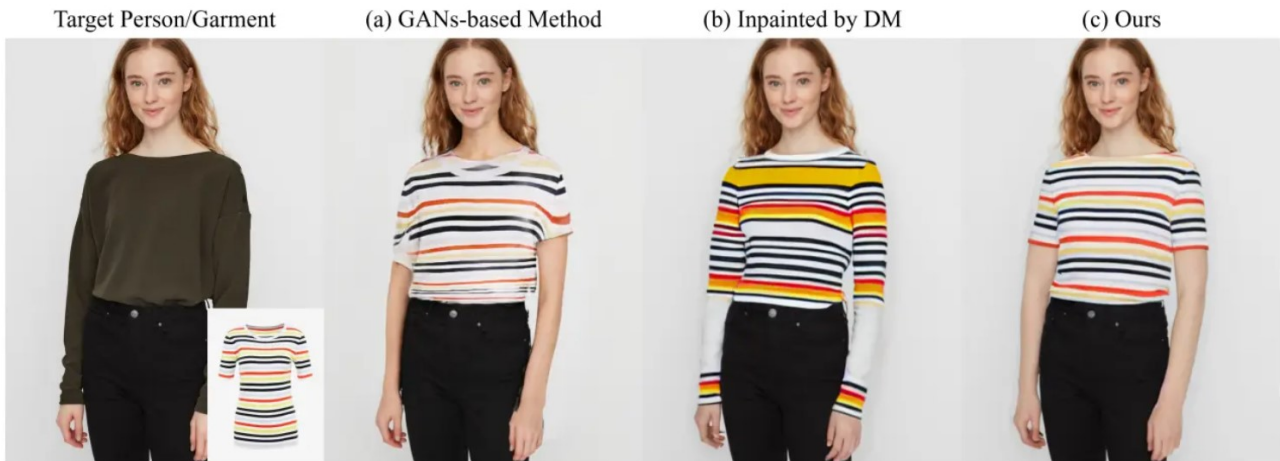 Target Person/Garment
(a) GANs-based Method
(b) Inpainted by DM
(c) Ours